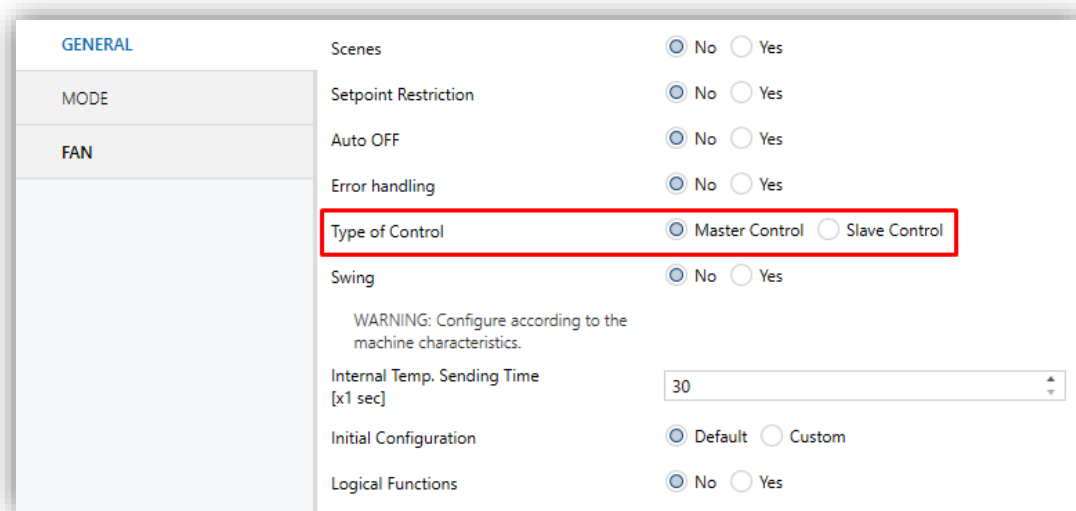 GENERAL
MODE
FAN
Scenes No Yes
Setpoint Restriction No Yes
Auto OFF No Yes
Error handling No Yes
Type of Control Master Control Slave Control
Swing No Yes
WARNING: Configure according to the
machine characteristics.
Internal Temp. Sending Time
[x1 sec] 30
Initial Configuration Default Custom
Logical Functions No Yes